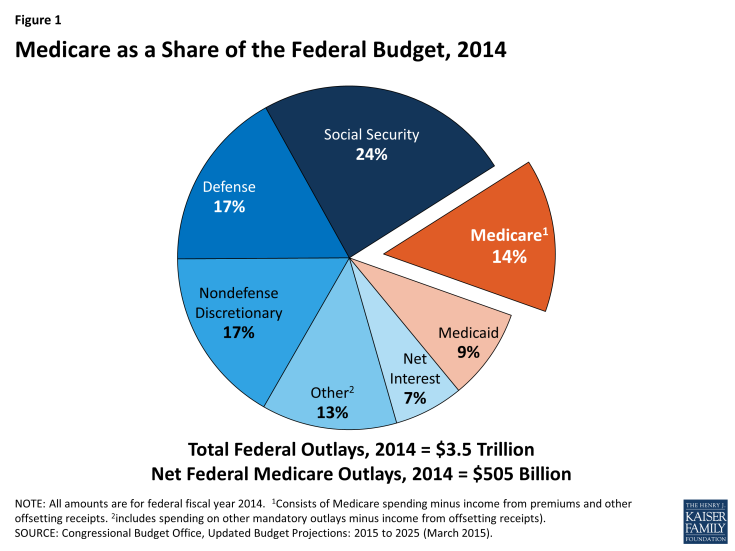 Figure 1
Medicare as a Share of the Federal Budget, 2014
Social Security
24%
Defense
17%
Medicare¹
14%
Nondefense
Discretionary
17%
Medicaid
9%
Net
Interest
7%
Other²
13%
Total Federal Outlays, 2014 = $3.5 Trillion
Net Federal Medicare Outlays, 2014 = $505 Billion
NOTE: All amounts are for federal fiscal year 2014. ¹Consists of Medicare spending minus income from premiums and other
offsetting receipts. ²includes spending on other mandatory outlays minus income from offsetting receipts).
SOURCE: Congressional Budget Office, Updated Budget Projections: 2015 to 2025 (March 2015).
THE HENRY J.
KAISER
FAMILY
FOUNDATION